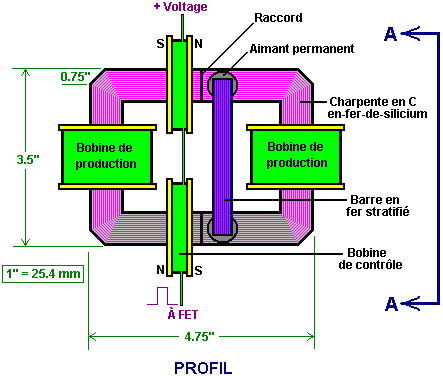 + Voltage
Raccord
A
S N
Aimant permanent
0.75"
Charpente en C
en-fer-de-silicium
3.5"
Bobine de
production
Bobine de
production
Barre en
fer stratifié
N S
Bobine
de contrôle
1" = 25.4 mm
À FET
A
4.75"
PROFIL